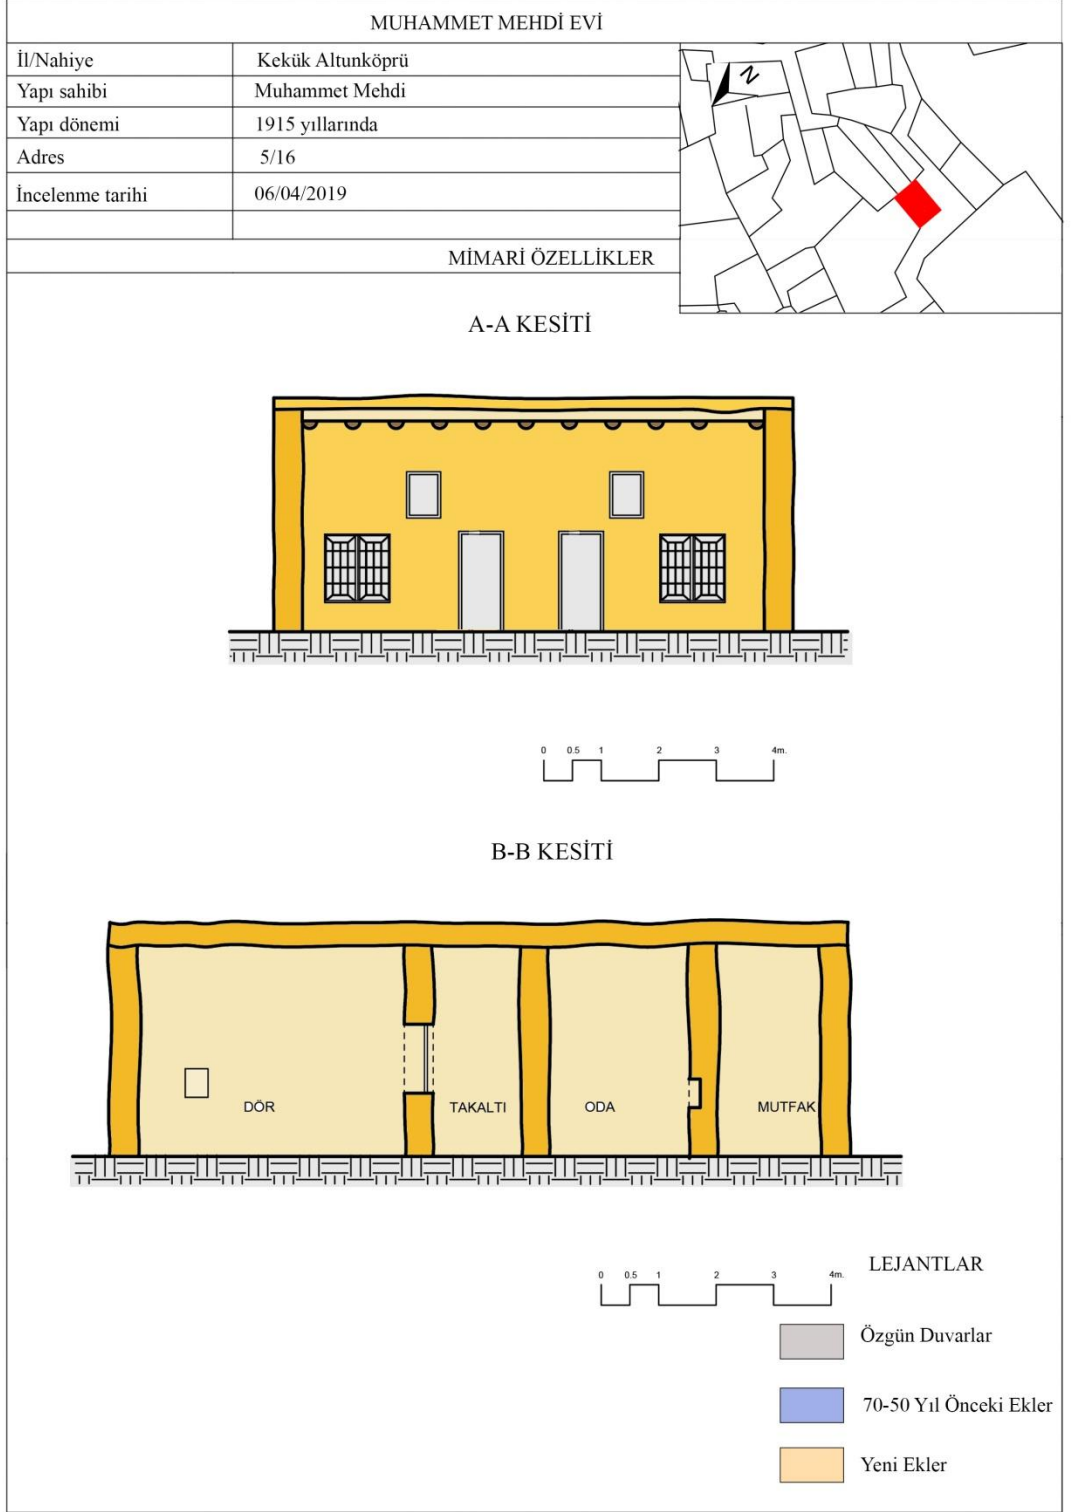 MUHAMMET MEHDİ EVİ
İl/Nahiye Kekük Altunköprü
Yapı sahibi Muhammet Mehdi
Yapı dönemi 1915 yıllarında
Adres 5/16
İncelenme tarihi 06/04/2019
N
MİMARİ ÖZELLİKLER
A-A KESİTİ
0 0.5 1 2 3 4m.
B-B KESİTİ
DÖR TAKALTI ODA MUTFAK
0 0.5 1 2 3 4m.
LEJANTLAR
Özgün Duvarlar
70-50 Yıl Önceki Ekler
Yeni Ekler